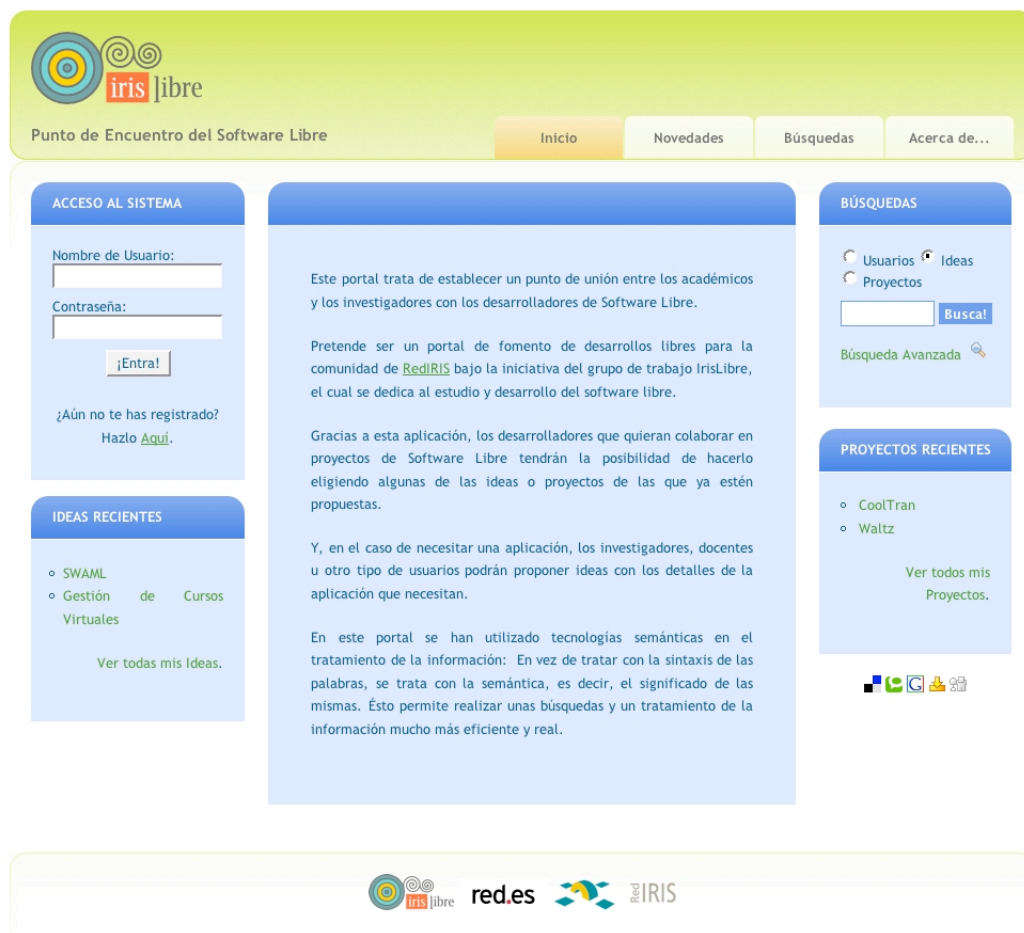 iris libre
Punto de Encuentro del Software Libre
Inicio
Novedades
Búsquedas
Acerca de...
ACCESO AL SISTEMA
Nombre de Usuario:
Contraseña:
¡Entra!
¿Aún no te has registrado?
Hazlo Aquí.
IDEAS RECIENTES
SWAML
Gestión de Cursos
Virtuales
Ver todas mis Ideas.
Este portal trata de establecer un punto de unión entre los académicos
y los investigadores con los desarrolladores de Software Libre.
Pretende ser un portal de fomento de desarrollos libres para la
comunidad de RedIRIS bajo la iniciativa del grupo de trabajo IrisLibre,
el cual se dedica al estudio y desarrollo del software libre.
Gracias a esta aplicación, los desarrolladores que quieran colaborar en
proyectos de Software Libre tendrán la posibilidad de hacerlo
eligiendo algunas de las ideas o proyectos de las que ya estén
propuestas.
Y, en el caso de necesitar una aplicación, los investigadores, docentes
u otro tipo de usuarios podrán proponer ideas con los detalles de la
aplicación que necesitan.
En este portal se han utilizado tecnologías semánticas en el
tratamiento de la información: En vez de tratar con la sintaxis de las
palabras, se trata con la semántica, es decir, el significado de las
mismas. Ésto permite realizar unas búsquedas y un tratamiento de la
información mucho más eficiente y real.
BÚSQUEDAS
Usuarios Ideas
Proyectos
Busca!
Búsqueda Avanzada
PROYECTOS RECIENTES
CoolTran
Waltz
Ver todos mis
Proyectos.
G
iris libre
red.es
Red IRIS